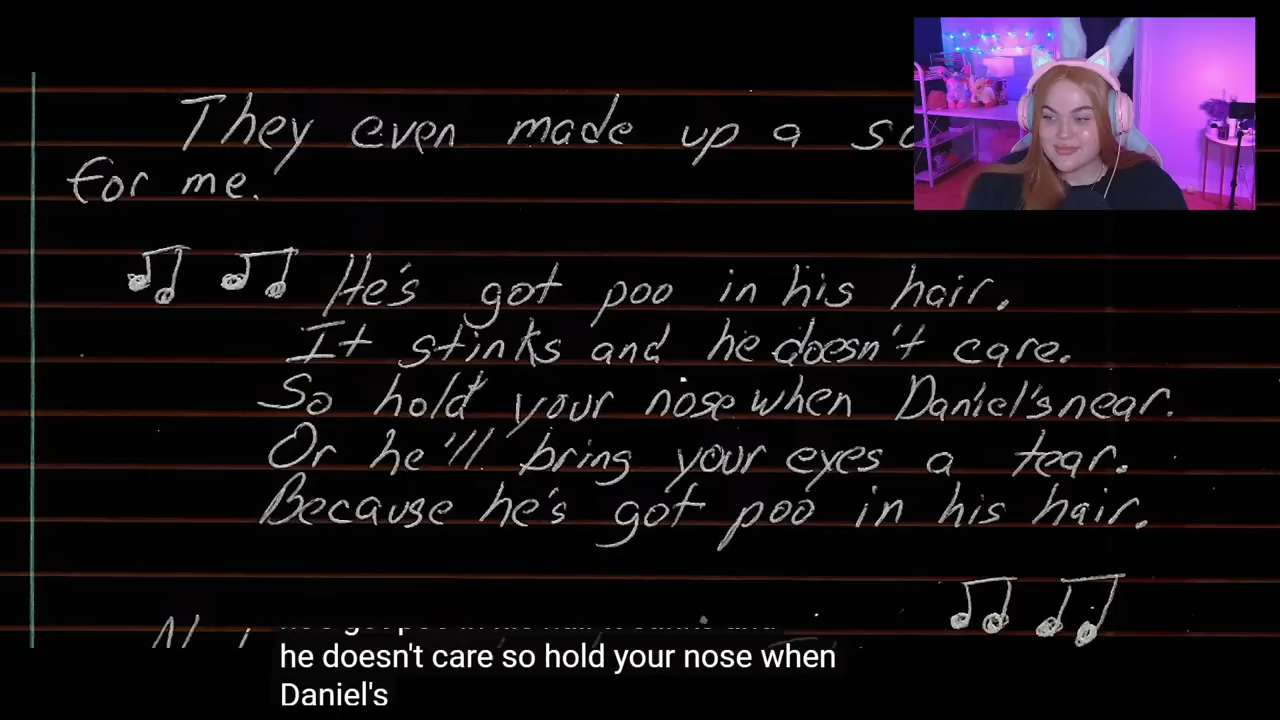 They even made up a
for me.
He's got poo in his hair.
It stinks and he doesn't care.
So hold your nose when Daniel's near.
Or he'll bring your eyes a tear.
Because he's got poo in his hair.
he doesn't care so hold your nose when
Daniel's